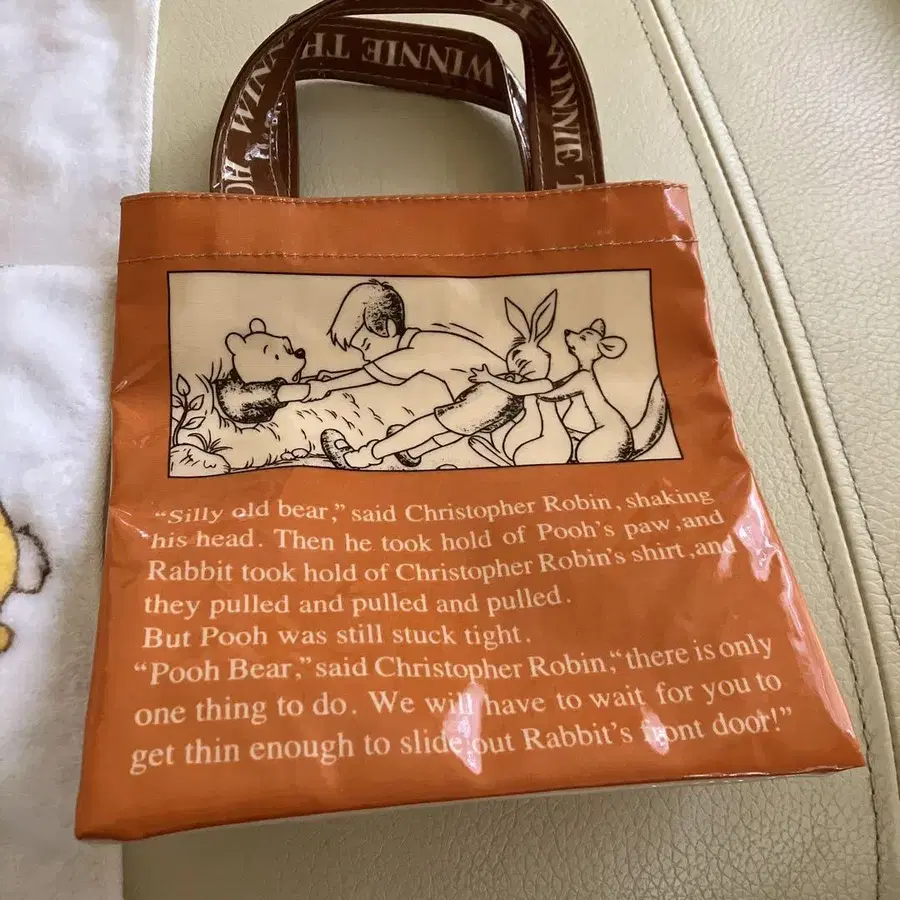 WINNIE TH
WINNIE T
WINNIE
"Silly old bear," said Christopher Robin, shaking
his head. Then he took hold of Pooh's paw, and
Rabbit took hold of Christopher Robin's shirt, and
they pulled and pulled and pulled.
But Pooh was still stuck tight.
"Pooh Bear," said Christopher Robin, "there is only
one thing to do. We will have to wait for you to
get thin enough to slide out Rabbit's front door!"